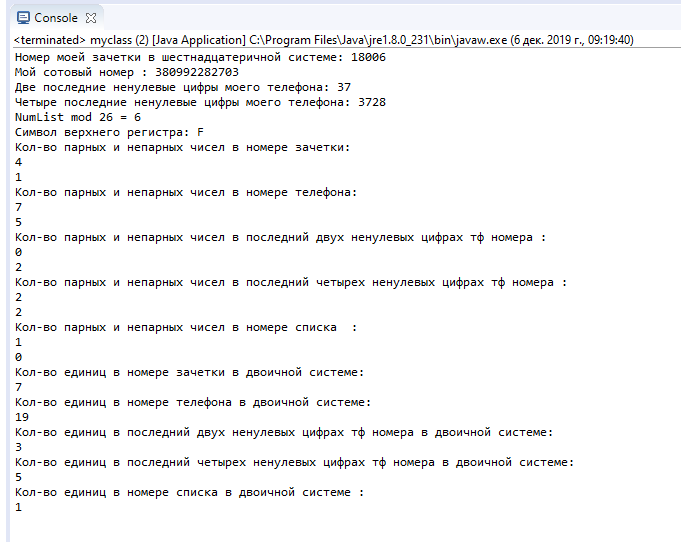 Console
<terminated> myclass (2) [Java Application] C:\Program Files\Java\jre1.8.0_231\bin\javaw.exe (6 дек. 2019 г., 09:19:40)
Номер моей зачетки в шестнадцатеричной системе: 18006
Мой сотовый номер : 380992282703
Две последние ненулевые цифры моего телефона: 37
Четыре последние ненулевые цифры моего телефона: 3728
NumList mod 26 = 6
Символ верхнего регистра: F
Кол-во парных и непарных чисел в номере зачетки:
4
1
Кол-во парных и непарных чисел в номере телефона:
7
5
Кол-во парных и непарных чисел в последний двух ненулевых цифрах тф номера :
0
2
Кол-во парных и непарных чисел в последний четырех ненулевых цифрах тф номера :
2
2
Кол-во парных и непарных чисел в номере списка  :
1
0
Кол-во единиц в номере зачетки в двоичной системе:
7
Кол-во единиц в номере телефона в двоичной системе:
19
Кол-во единиц в последний двух ненулевых цифрах тф номера в двоичной системе:
3
Кол-во единиц в последний четырех ненулевых цифрах тф номера в двоичной системе:
5
Кол-во единиц в номере списка в двоичной системе :
1